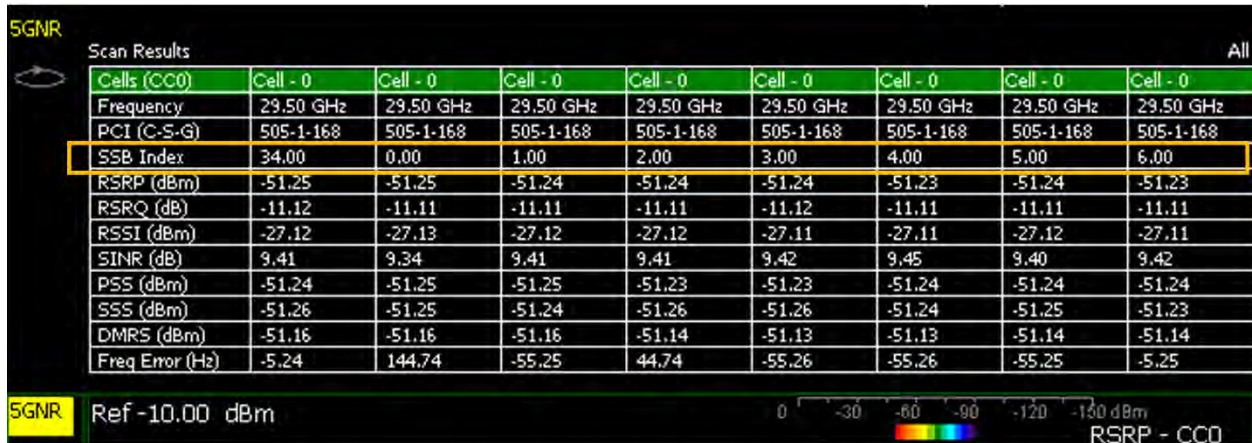 5GNR
Scan Results All
Cells (CC0) Cell - 0 Cell - 0 Cell - 0 Cell - 0 Cell - 0 Cell - 0 Cell - 0 Cell - 0
Frequency 29.50 GHz 29.50 GHz 29.50 GHz 29.50 GHz 29.50 GHz 29.50 GHz 29.50 GHz 29.50 GHz
PCI (C-S-G) 505-1-168 505-1-168 505-1-168 505-1-168 505-1-168 505-1-168 505-1-168 505-1-168
SSB Index 34.00 0.00 1.00 2.00 3.00 4.00 5.00 6.00
RSRP (dBm) -51.25 -51.25 -51.24 -51.24 -51.24 -51.23 -51.24 -51.23
RSRQ (dB) -11.12 -11.11 -11.11 -11.11 -11.12 -11.11 -11.11 -11.11
RSSI (dBm) -27.12 -27.13 -27.12 -27.12 -27.11 -27.11 -27.12 -27.11
SINR (dB) 9.41 9.34 9.41 9.41 9.42 9.45 9.40 9.42
PSS (dBm) -51.24 -51.25 -51.25 -51.23 -51.23 -51.24 -51.24 -51.24
SSS (dBm) -51.26 -51.25 -51.24 -51.26 -51.26 -51.24 -51.25 -51.23
DMRS (dBm) -51.16 -51.16 -51.16 -51.14 -51.13 -51.13 -51.14 -51.14
Freq Error (Hz) -5.24 144.74 -55.25 44.74 -55.26 -55.26 -55.25 -5.25
5GNR Ref -10.00 dBm 0 -30 -60 -90 -120 -150 dBm
RSRP - CC0